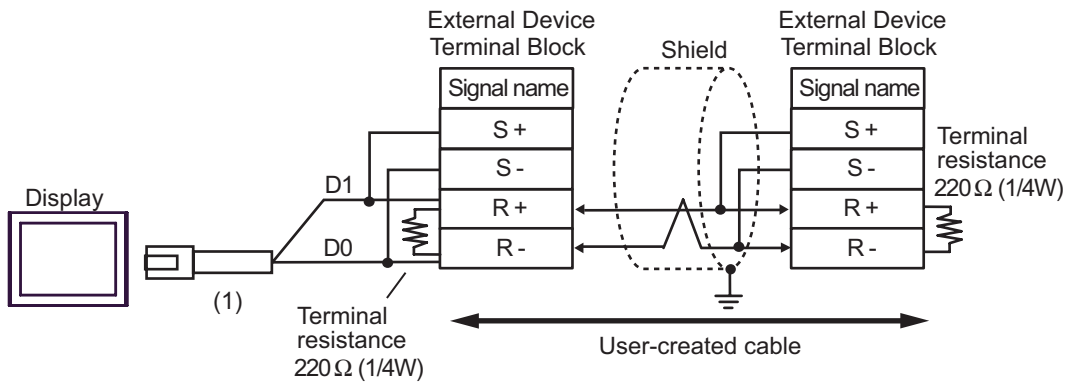 External Device
Terminal Block
External Device
Terminal Block
Shield
Signal name
S +
S -
R +
R -
Signal name
S +
S -
R +
R -
Terminal
resistance
220 Ω (1/4W)
Display
D1
D0
(1)
Terminal
resistance
220 Ω (1/4W)
User-created cable